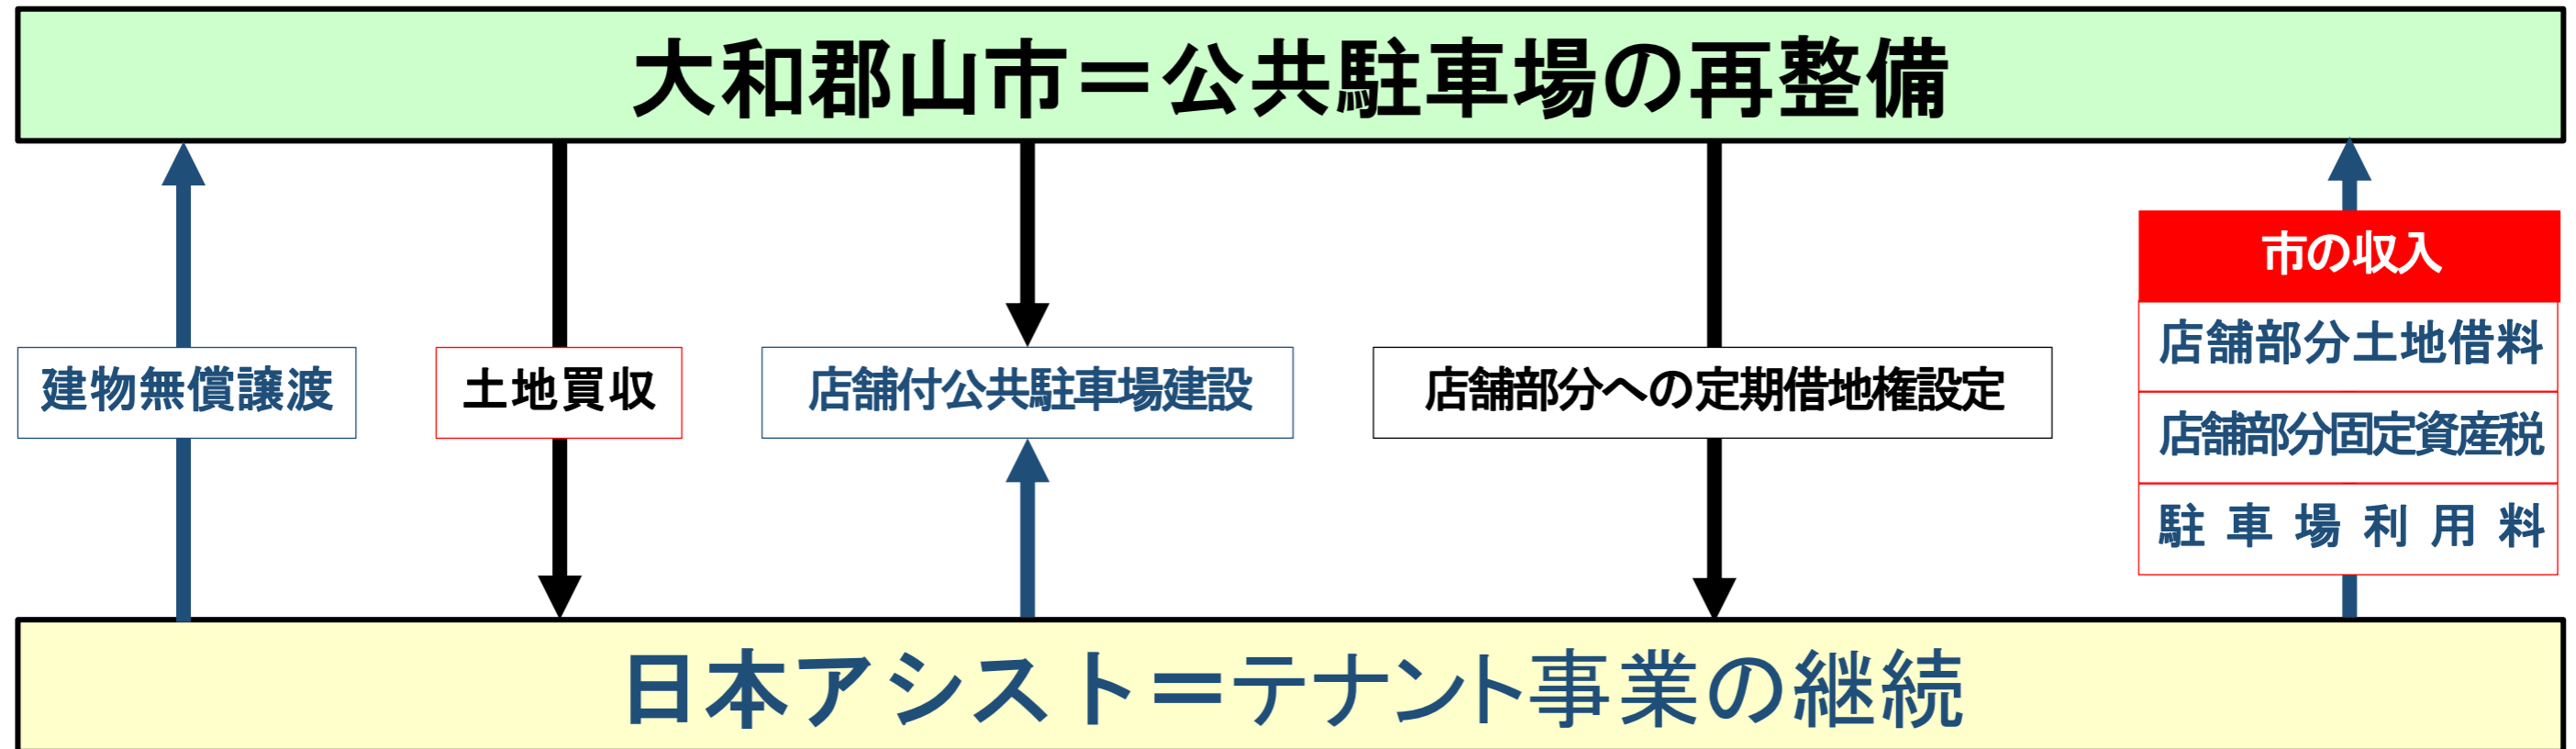 大和郡山市＝公共駐車場の再整備
市の収入
店舗部分土地借料
建物無償譲渡
土地買収
店舗付公共駐車場建設
店舗部分への定期借地権設定
店舗部分固定資産税
駐車場利用料
日本アシスト＝テナント事業の継続